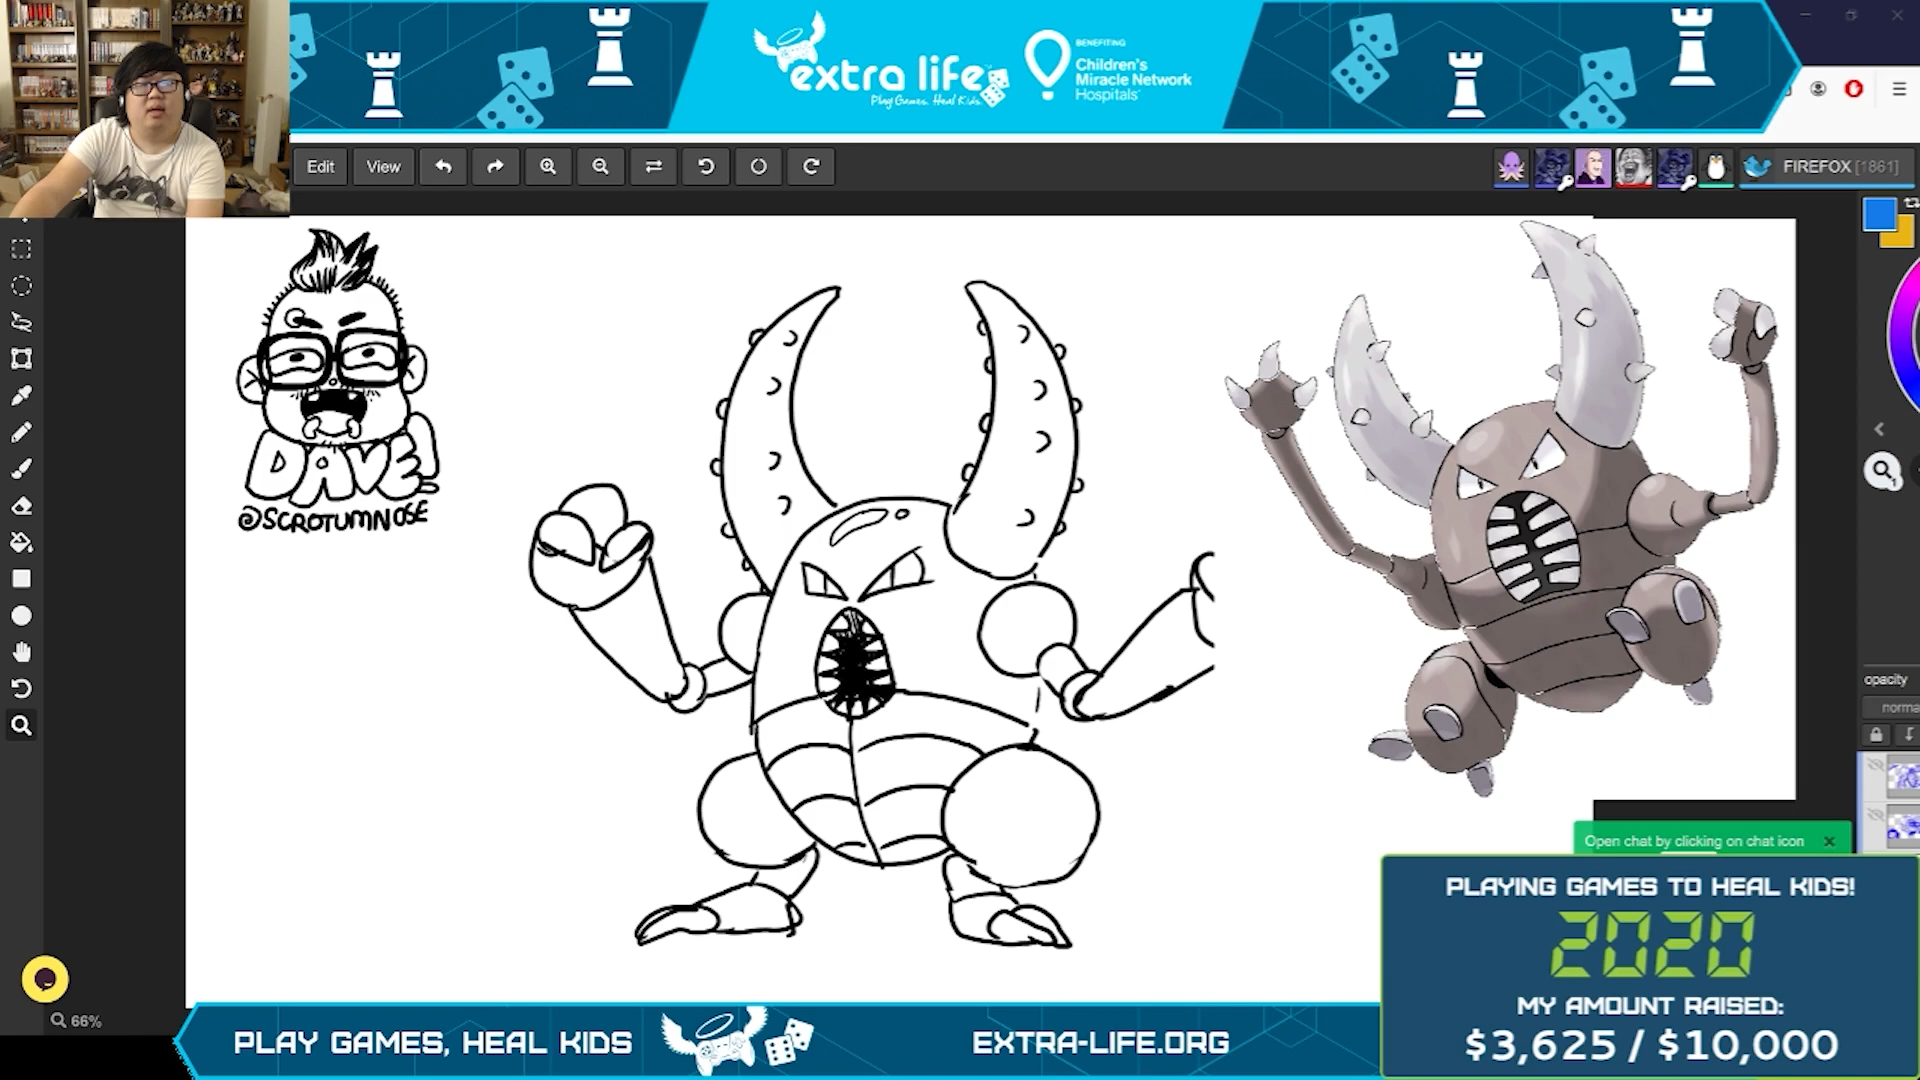 extra life
Play Games. Heal Kids.
BENEFITING
Children's
Miracle Network
Hospitals
Edit
View
FIREFOX [1861]
DAVE!
@SCROTUMNOSE
opacity
norma
Open chat by clicking on chat icon
PLAYING GAMES TO HEAL KIDS!
2020
MY AMOUNT RAISED:
$3,625 / $10,000
66%
PLAY GAMES, HEAL KIDS
EXTRA-LIFE.ORG